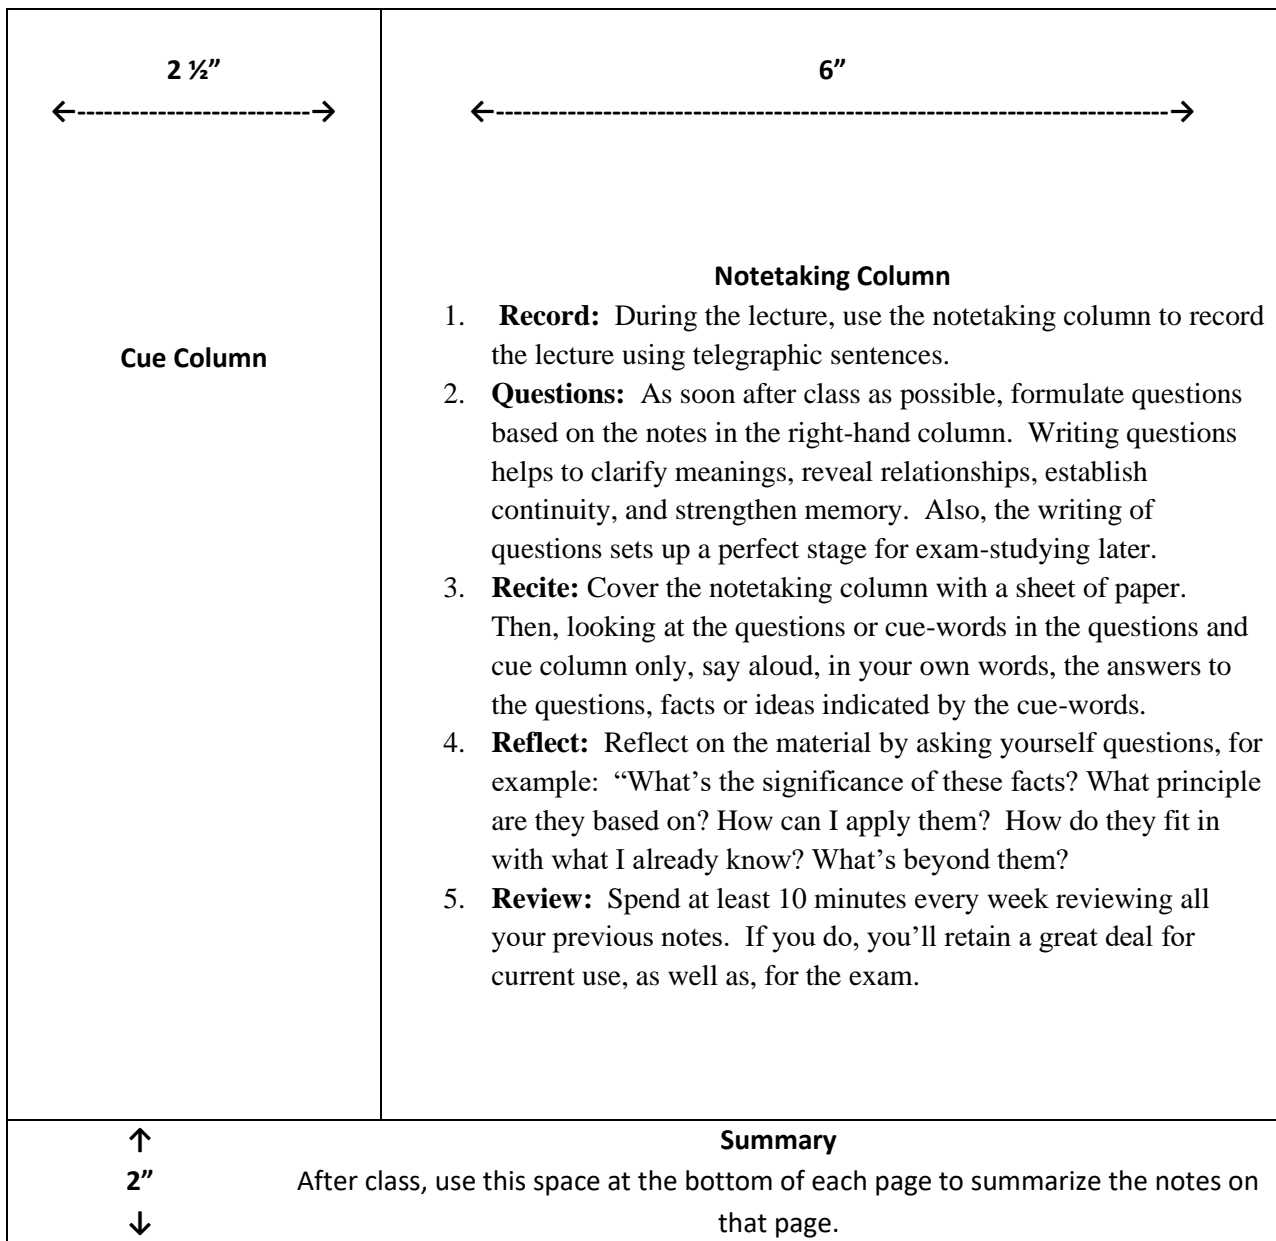 2 ½”
←--------------------------→
Cue Column
6”
←---------------------------------------------------------------------------→
Notetaking Column
1. Record: During the lecture, use the notetaking column to record
the lecture using telegraphic sentences.
2. Questions: As soon after class as possible, formulate questions
based on the notes in the right-hand column. Writing questions
helps to clarify meanings, reveal relationships, establish
continuity, and strengthen memory. Also, the writing of
questions sets up a perfect stage for exam-studying later.
3. Recite: Cover the notetaking column with a sheet of paper.
Then, looking at the questions or cue-words in the questions and
cue column only, say aloud, in your own words, the answers to
the questions, facts or ideas indicated by the cue-words.
4. Reflect: Reflect on the material by asking yourself questions, for
example: “What’s the significance of these facts? What principle
are they based on? How can I apply them? How do they fit in
with what I already know? What’s beyond them?
5. Review: Spend at least 10 minutes every week reviewing all
your previous notes. If you do, you’ll retain a great deal for
current use, as well as, for the exam.
↑
2”
↓
Summary
After class, use this space at the bottom of each page to summarize the notes on
that page.